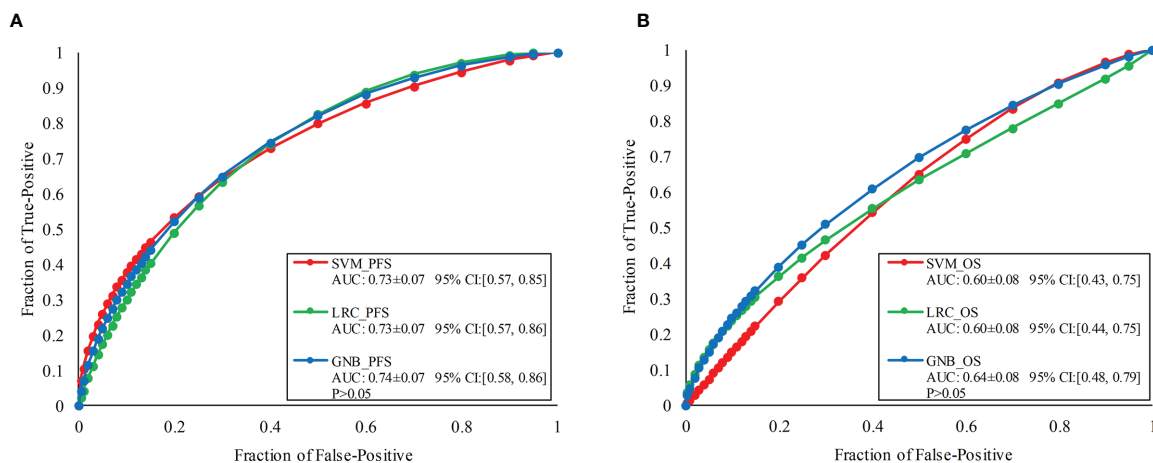 A
Fraction of True-Positive
1
0.9
0.8
0.7
0.6
0.5
0.4
0.3
0.2
0.1
0
0
0.2
0.4
0.6
0.8
1
Fraction of False-Positive
SVM_PFS
AUC: 0.73±0.07 95% CI:[0.57, 0.85]
LRC_PFS
AUC: 0.73±0.07 95% CI:[0.57, 0.86]
GNB_PFS
AUC: 0.74±0.07 95% CI:[0.58, 0.86]
P>0.05
B
Fraction of True-Positive
1
0.9
0.8
0.7
0.6
0.5
0.4
0.3
0.2
0.1
0
0
0.2
0.4
0.6
0.8
1
Fraction of False-Positive
SVM_OS
AUC: 0.60±0.08 95% CI:[0.43, 0.75]
LRC_OS
AUC: 0.60±0.08 95% CI:[0.44, 0.75]
GNB_OS
AUC: 0.64±0.08 95% CI:[0.48, 0.79]
P>0.05